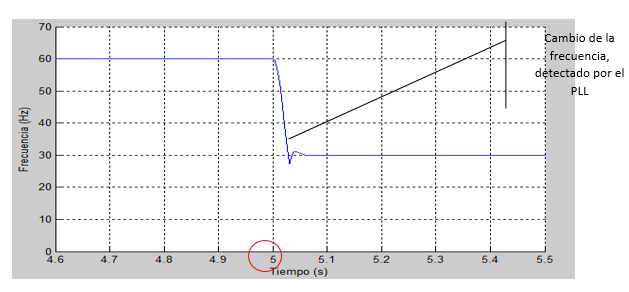 70
60
50
40
30
20
10
0
Frecuencia (Hz)
4.6 4.7 4.8 4.9 5 5.1 5.2 5.3 5.4 5.5
Tiempo (s)
Cambio de la
frecuencia,
detectado por el
PLL